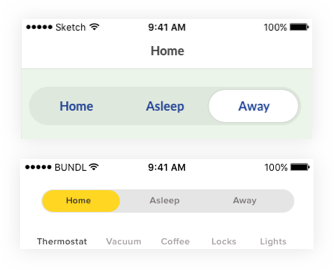 Sketch 9:41 AM 100%
Home
Home Asleep Away
BUNDL 9:41 AM 100%
Home Asleep Away
Thermostat Vacuum Coffee Locks Lights